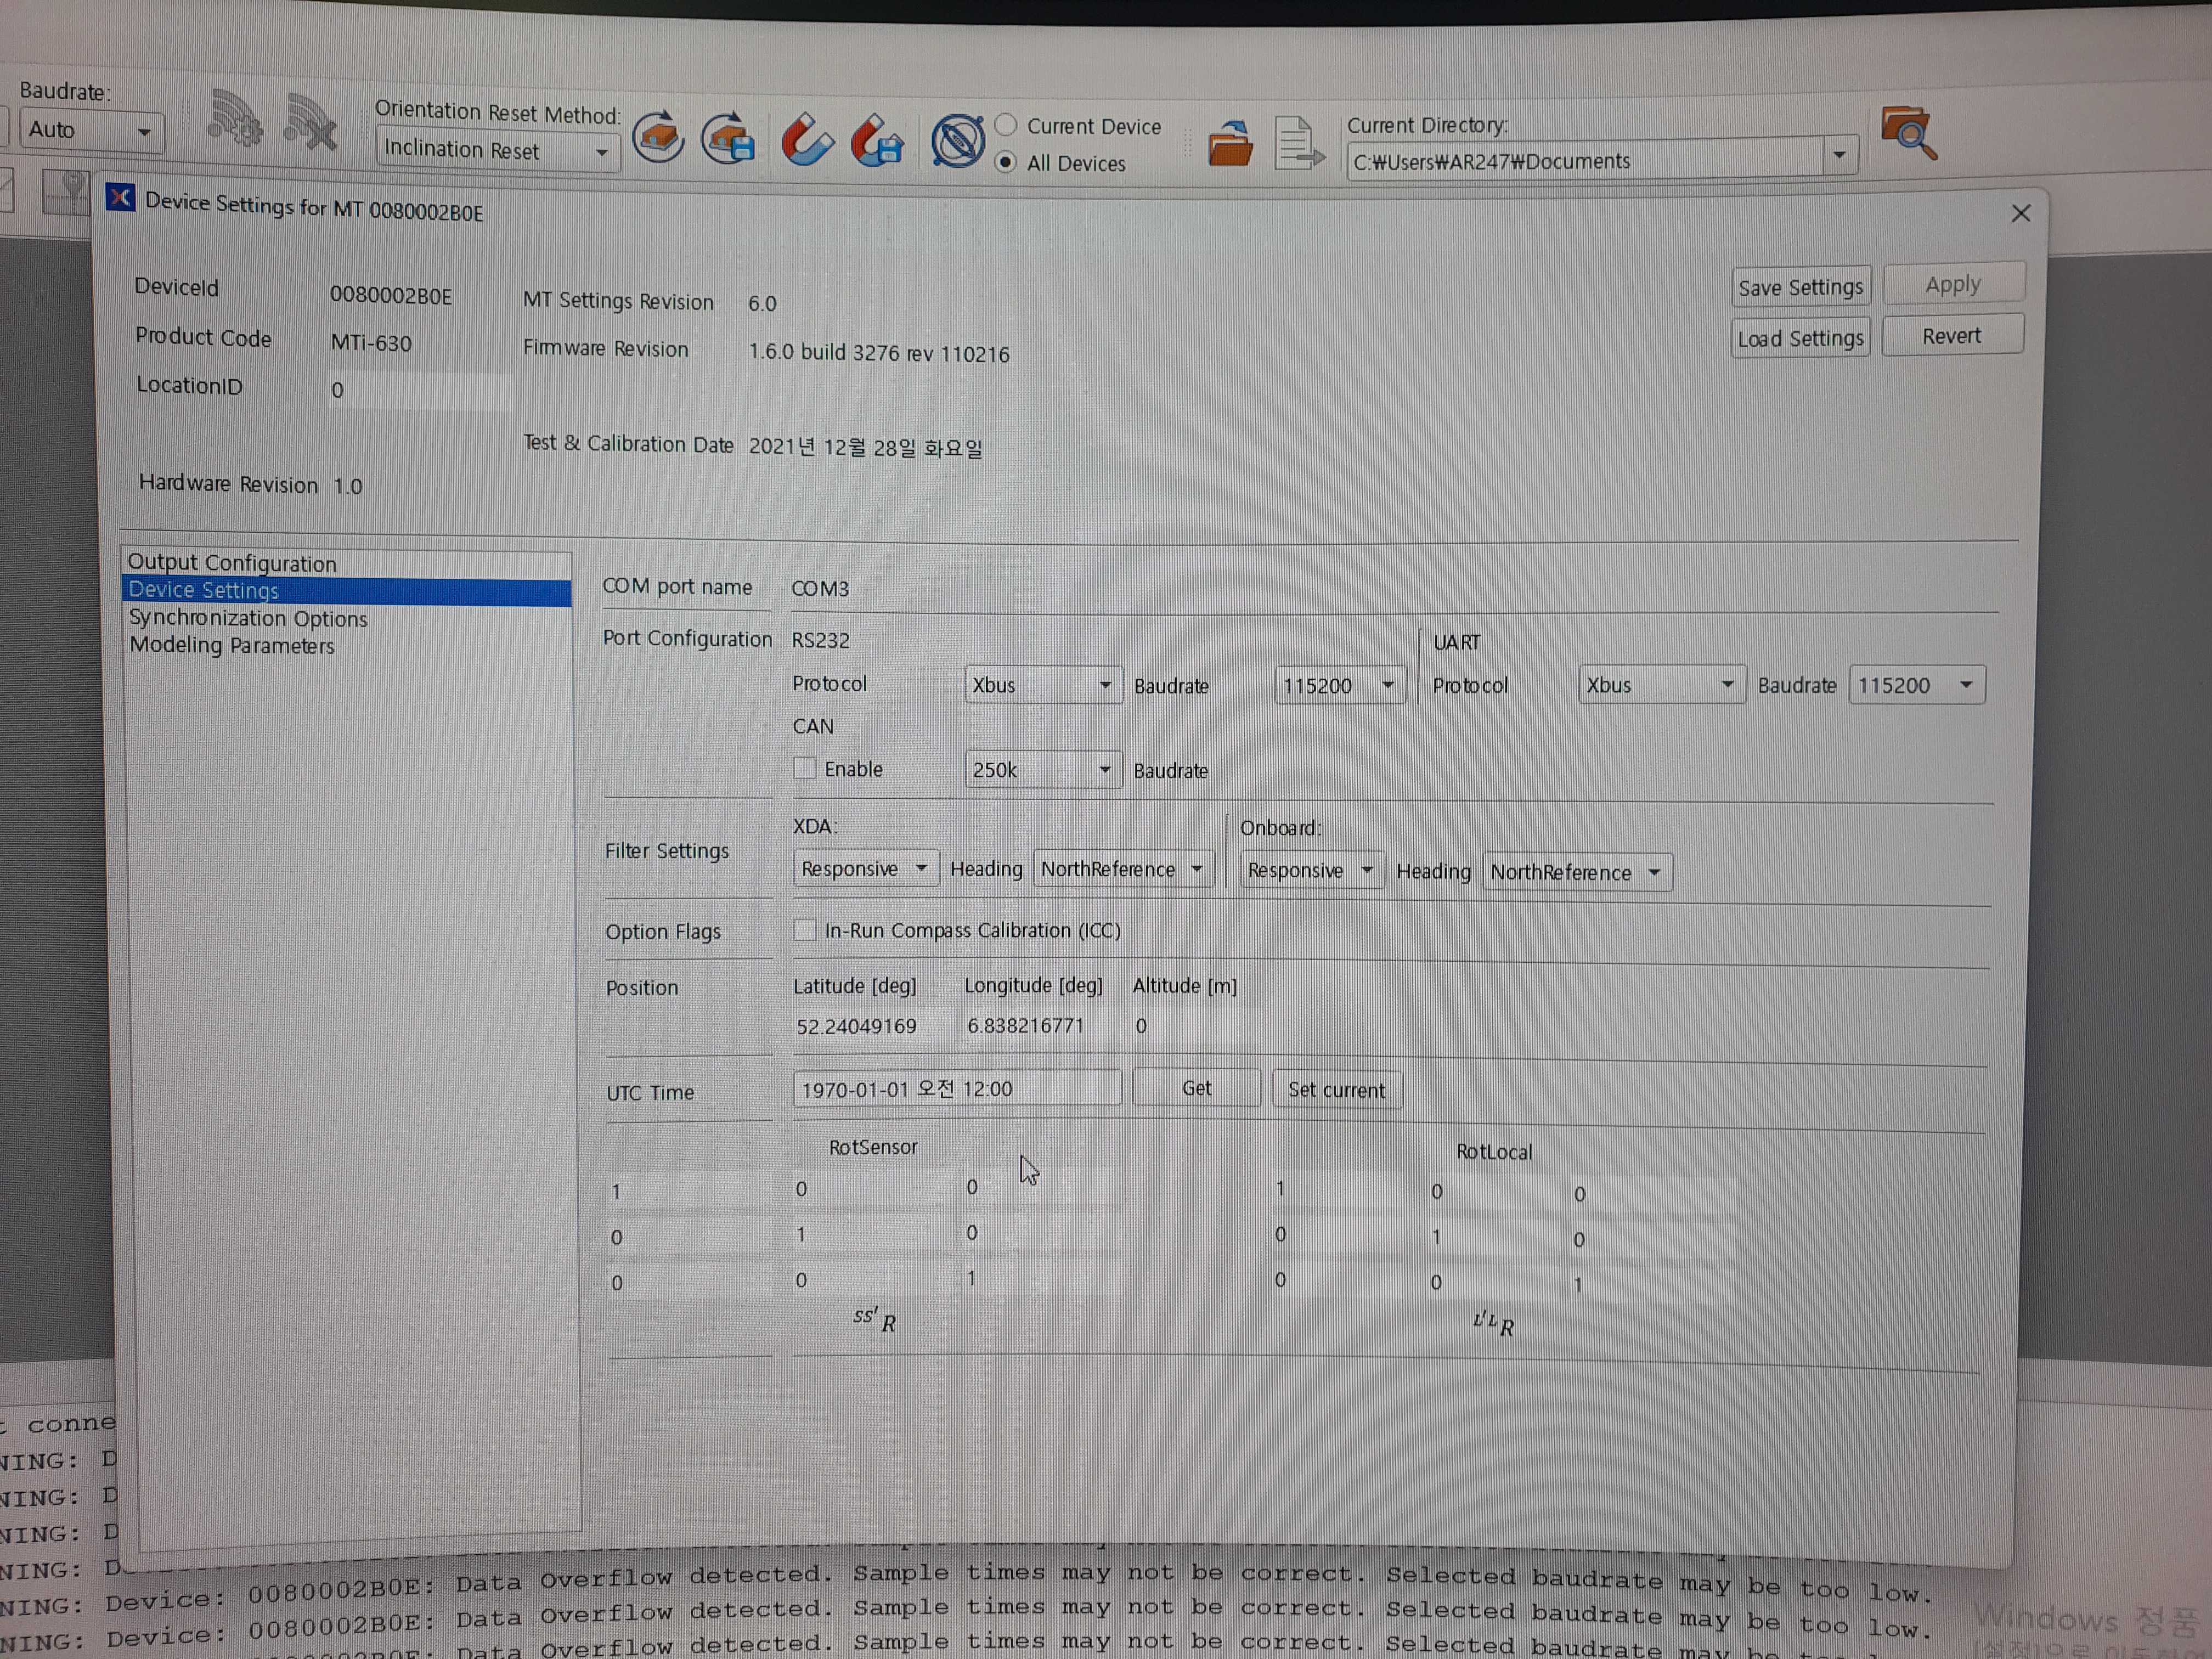 Baudrate:
Auto
Orientation Reset Method:
Inclination Reset
Current Device
All Devices
Current Directory:
C:₩Users₩AR247₩Documents
Device Settings for MT 0080002B0E
DeviceId 0080002B0E MT Settings Revision 6.0
Product Code MTi-630 Firmware Revision 1.6.0 build 3276 rev 110216
LocationID 0
Test & Calibration Date 2021년 12월 28일 화요일
Hardware Revision 1.0
Save Settings Apply
Load Settings Revert
Output Configuration
Device Settings
Synchronization Options
Modeling Parameters
COM port name COM3
Port Configuration RS232 UART
Protocol Xbus Baudrate 115200 Protocol Xbus Baudrate 115200
CAN
Enable 250k Baudrate
XDA: Onboard:
Filter Settings Responsive Heading NorthReference Responsive Heading NorthReference
Option Flags In-Run Compass Calibration (ICC)
Position Latitude [deg] Longitude [deg] Altitude [m]
52.24049169 6.838216771 0
UTC Time 1970-01-01 오전 12:00 Get Set current
RotSensor RotLocal
1 0 0 1 0 0
0 1 0 0 1 0
0 0 1 0 0 1
SS' R L'L R
conne
NING: D
NING: D
NING: D
NING: D
NING: Device: 0080002B0E: Data Overflow detected. Sample times may not be correct. Selected baudrate may be too low.
NING: Device: 0080002B0E: Data Overflow detected. Sample times may not be correct. Selected baudrate may be too low.
Data Overflow detected. Sample times may not be correct. Selected baudrate may
Windows 정품